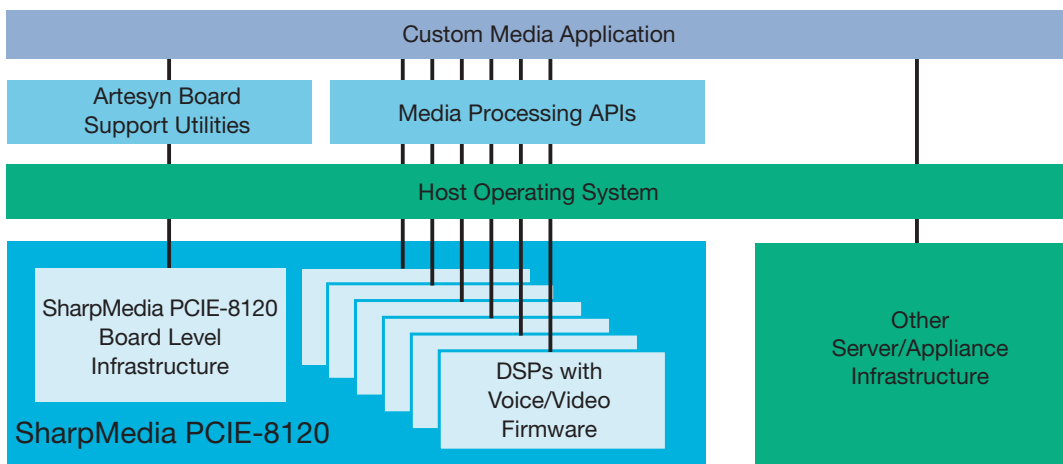 Custom Media Application
Artesyn Board
Support Utilities
Media Processing APIs
Host Operating System
SharpMedia PCIE-8120
Board Level
Infrastructure
DSPs with
Voice/Video
Firmware
SharpMedia PCIE-8120
Other
Server/Appliance
Infrastructure